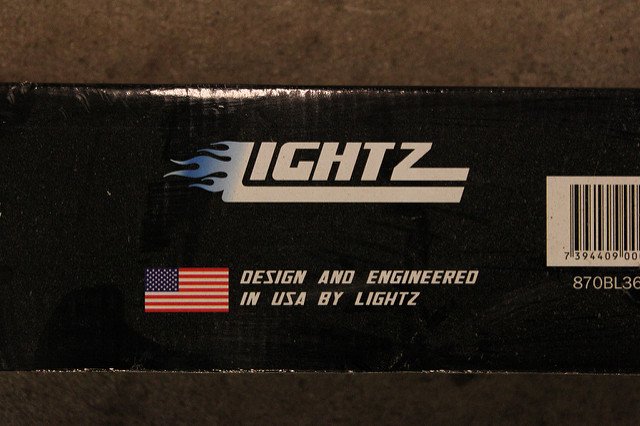 LIGHTZ
DESIGN AND ENGINEERED
IN USA BY LIGHTZ
7 394409 00
870BL36